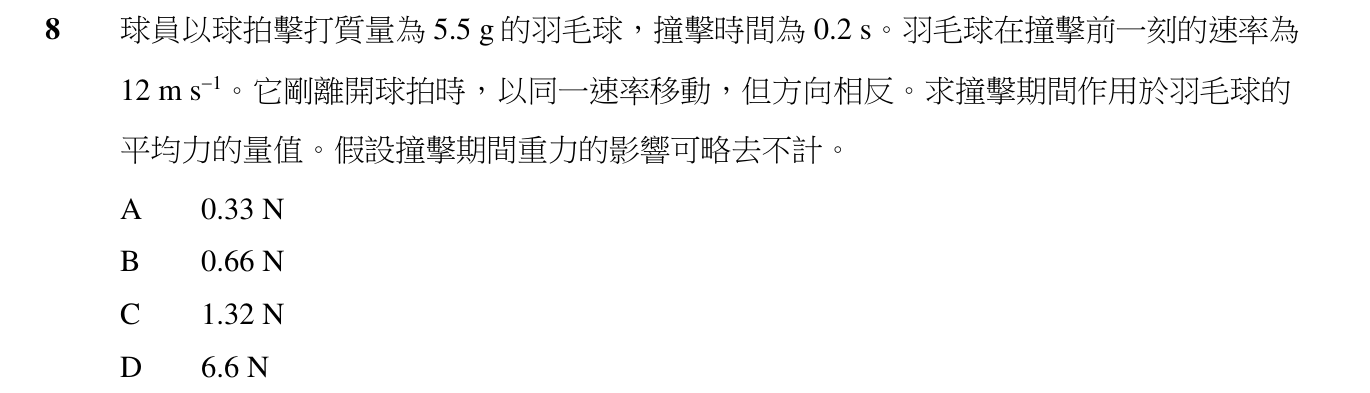 8 球員以球拍擊打質量為 5.5 g 的羽毛球，撞擊時間為 0.2 s。羽毛球在撞擊前一刻的速率為
12 m s⁻¹。它剛離開球拍時，以同一速率移動，但方向相反。求撞擊期間作用於羽毛球的
平均力的量值。假設撞擊期間重力的影響可略去不計。
A 0.33 N
B 0.66 N
C 1.32 N
D 6.6 N